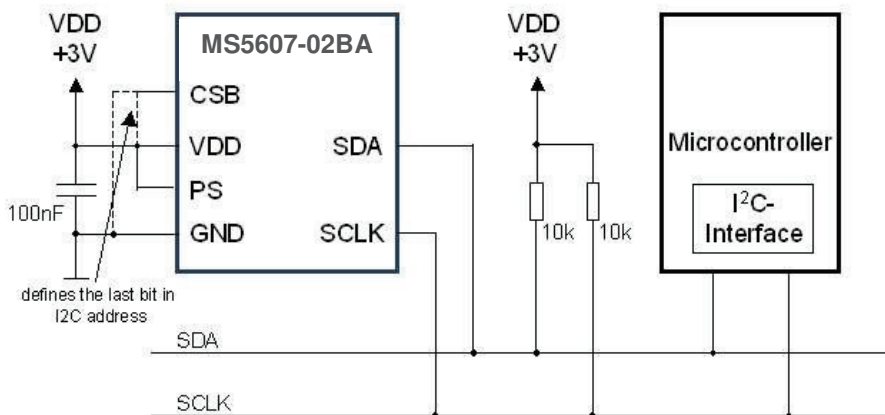 VDD
+3V
MS5607-02BA
CSB
VDD
PS
GND
SDA
SCLK
100nF
defines the last bit in
I2C address
VDD
+3V
10k
10k
Microcontroller
I²C-
Interface
SDA
SCLK